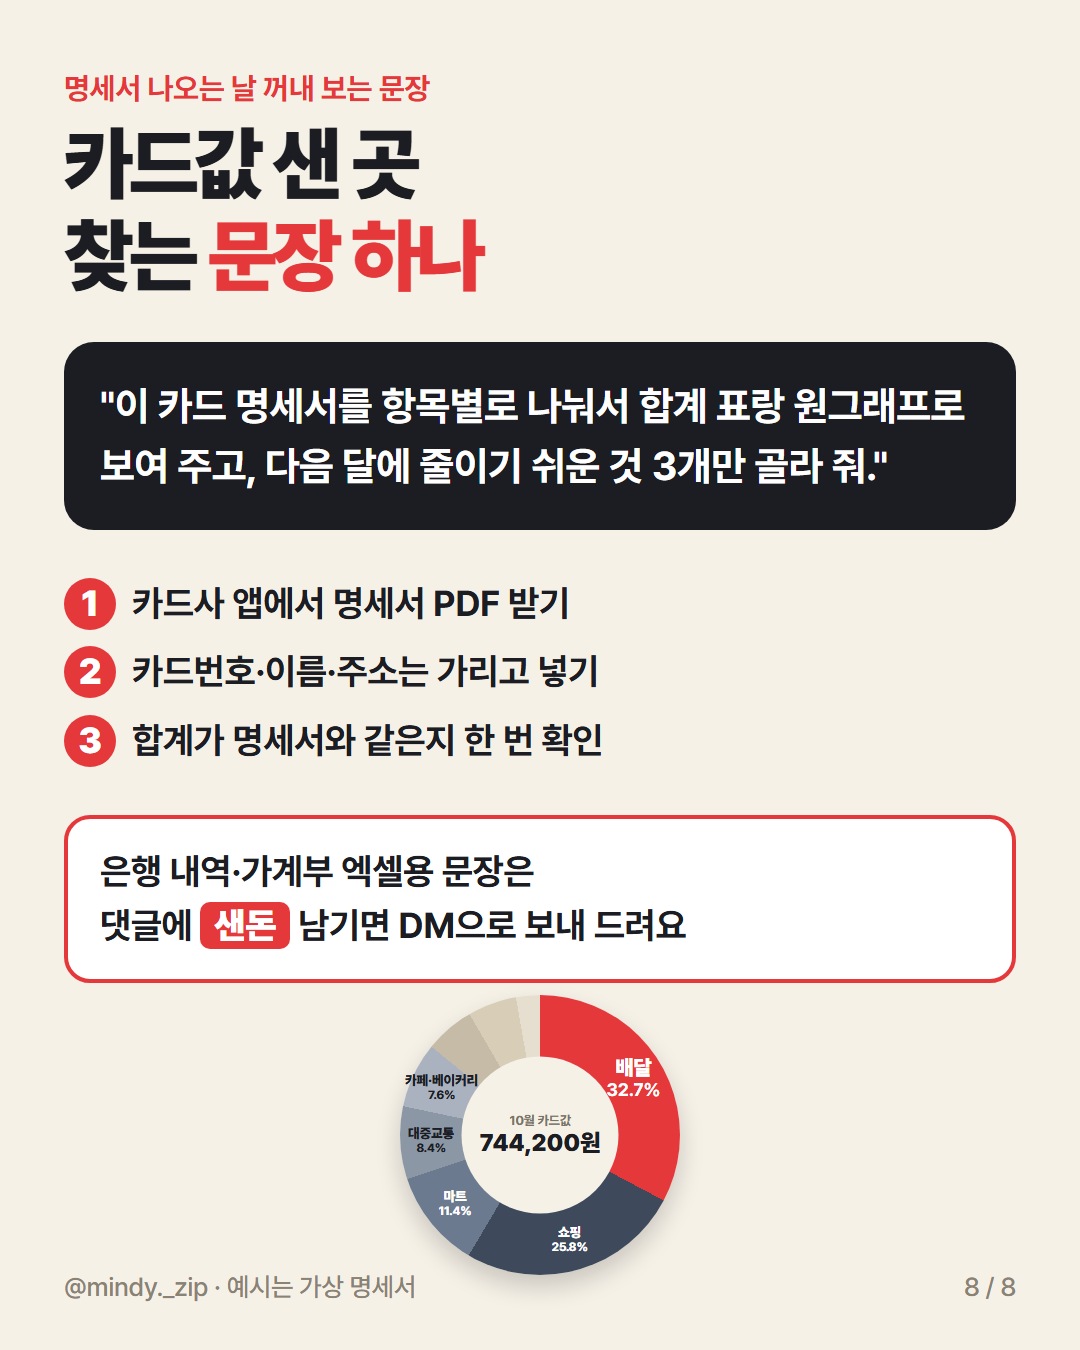 명세서 나오는 날 꺼내 보는 문장
카드값 샌 곳
찾는 문장 하나
"이 카드 명세서를 항목별로 나눠서 합계 표랑 원그래프로
보여 주고, 다음 달에 줄이기 쉬운 것 3개만 골라 줘."
1 카드사 앱에서 명세서 PDF 받기
2 카드번호·이름·주소는 가리고 넣기
3 합계가 명세서와 같은지 한 번 확인
은행 내역·가계부 엑셀용 문장은
댓글에 샌돈 남기면 DM으로 보내 드려요
배달
32.7%
카페·베이커리
7.6%
10월 카드값
744,200원
대중교통
8.4%
마트
11.4%
쇼핑
25.8%
@mindy._zip · 예시는 가상 명세서
8 / 8